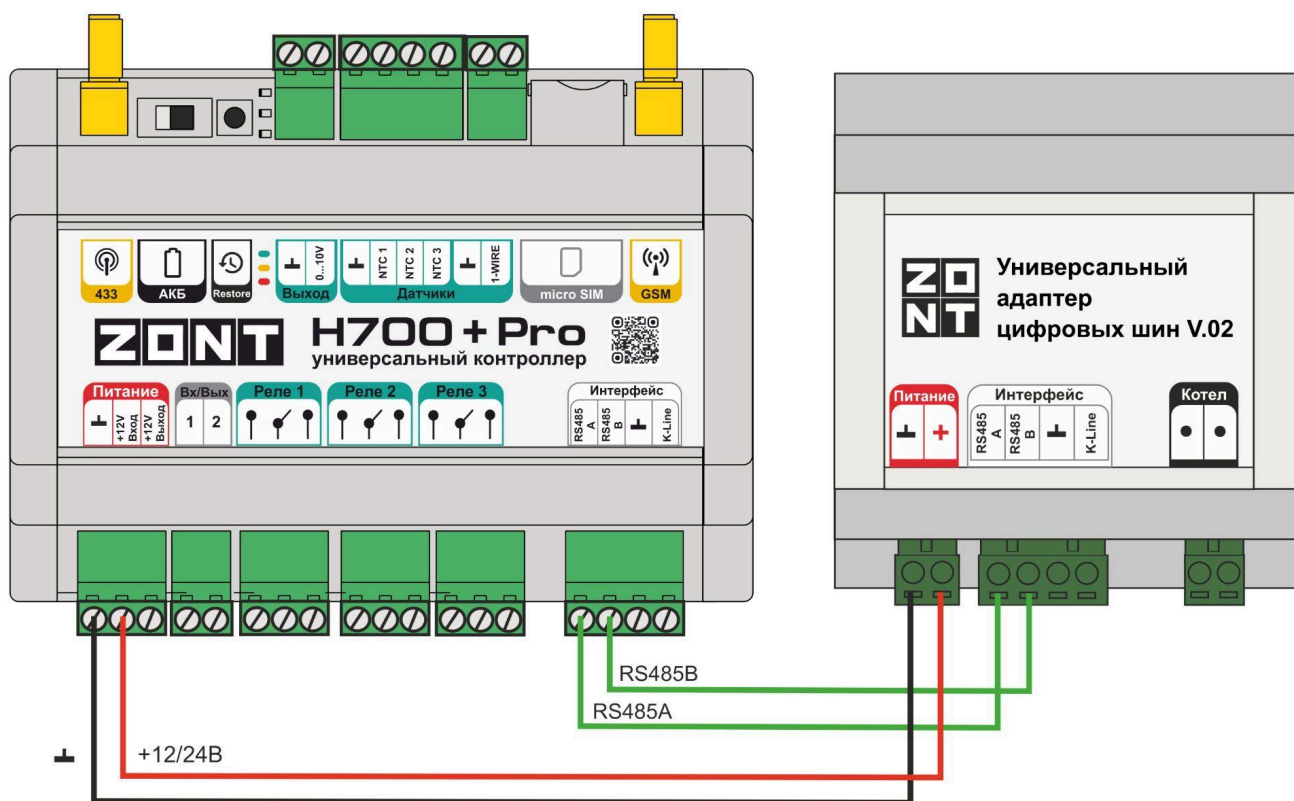 433
АКБ
Restore
0...10V
Выход
NTC 1
NTC 2
NTC 3
1-WIRE
Датчики
micro SIM
GSM
ZONT
H700+Pro
универсальный контроллер
Питание
+12V
Вход
+12V
Выход
Вх/Вых
1 2
Реле 1
Реле 2
Реле 3
Интерфейс
RS485
A
RS485
B
K-Line
ZO
NT
Универсальный
адаптер
цифровых шин V.02
Питание
+
Интерфейс
RS485
A
RS485
B
K-Line
Котел
RS485B
RS485A
+12/24В